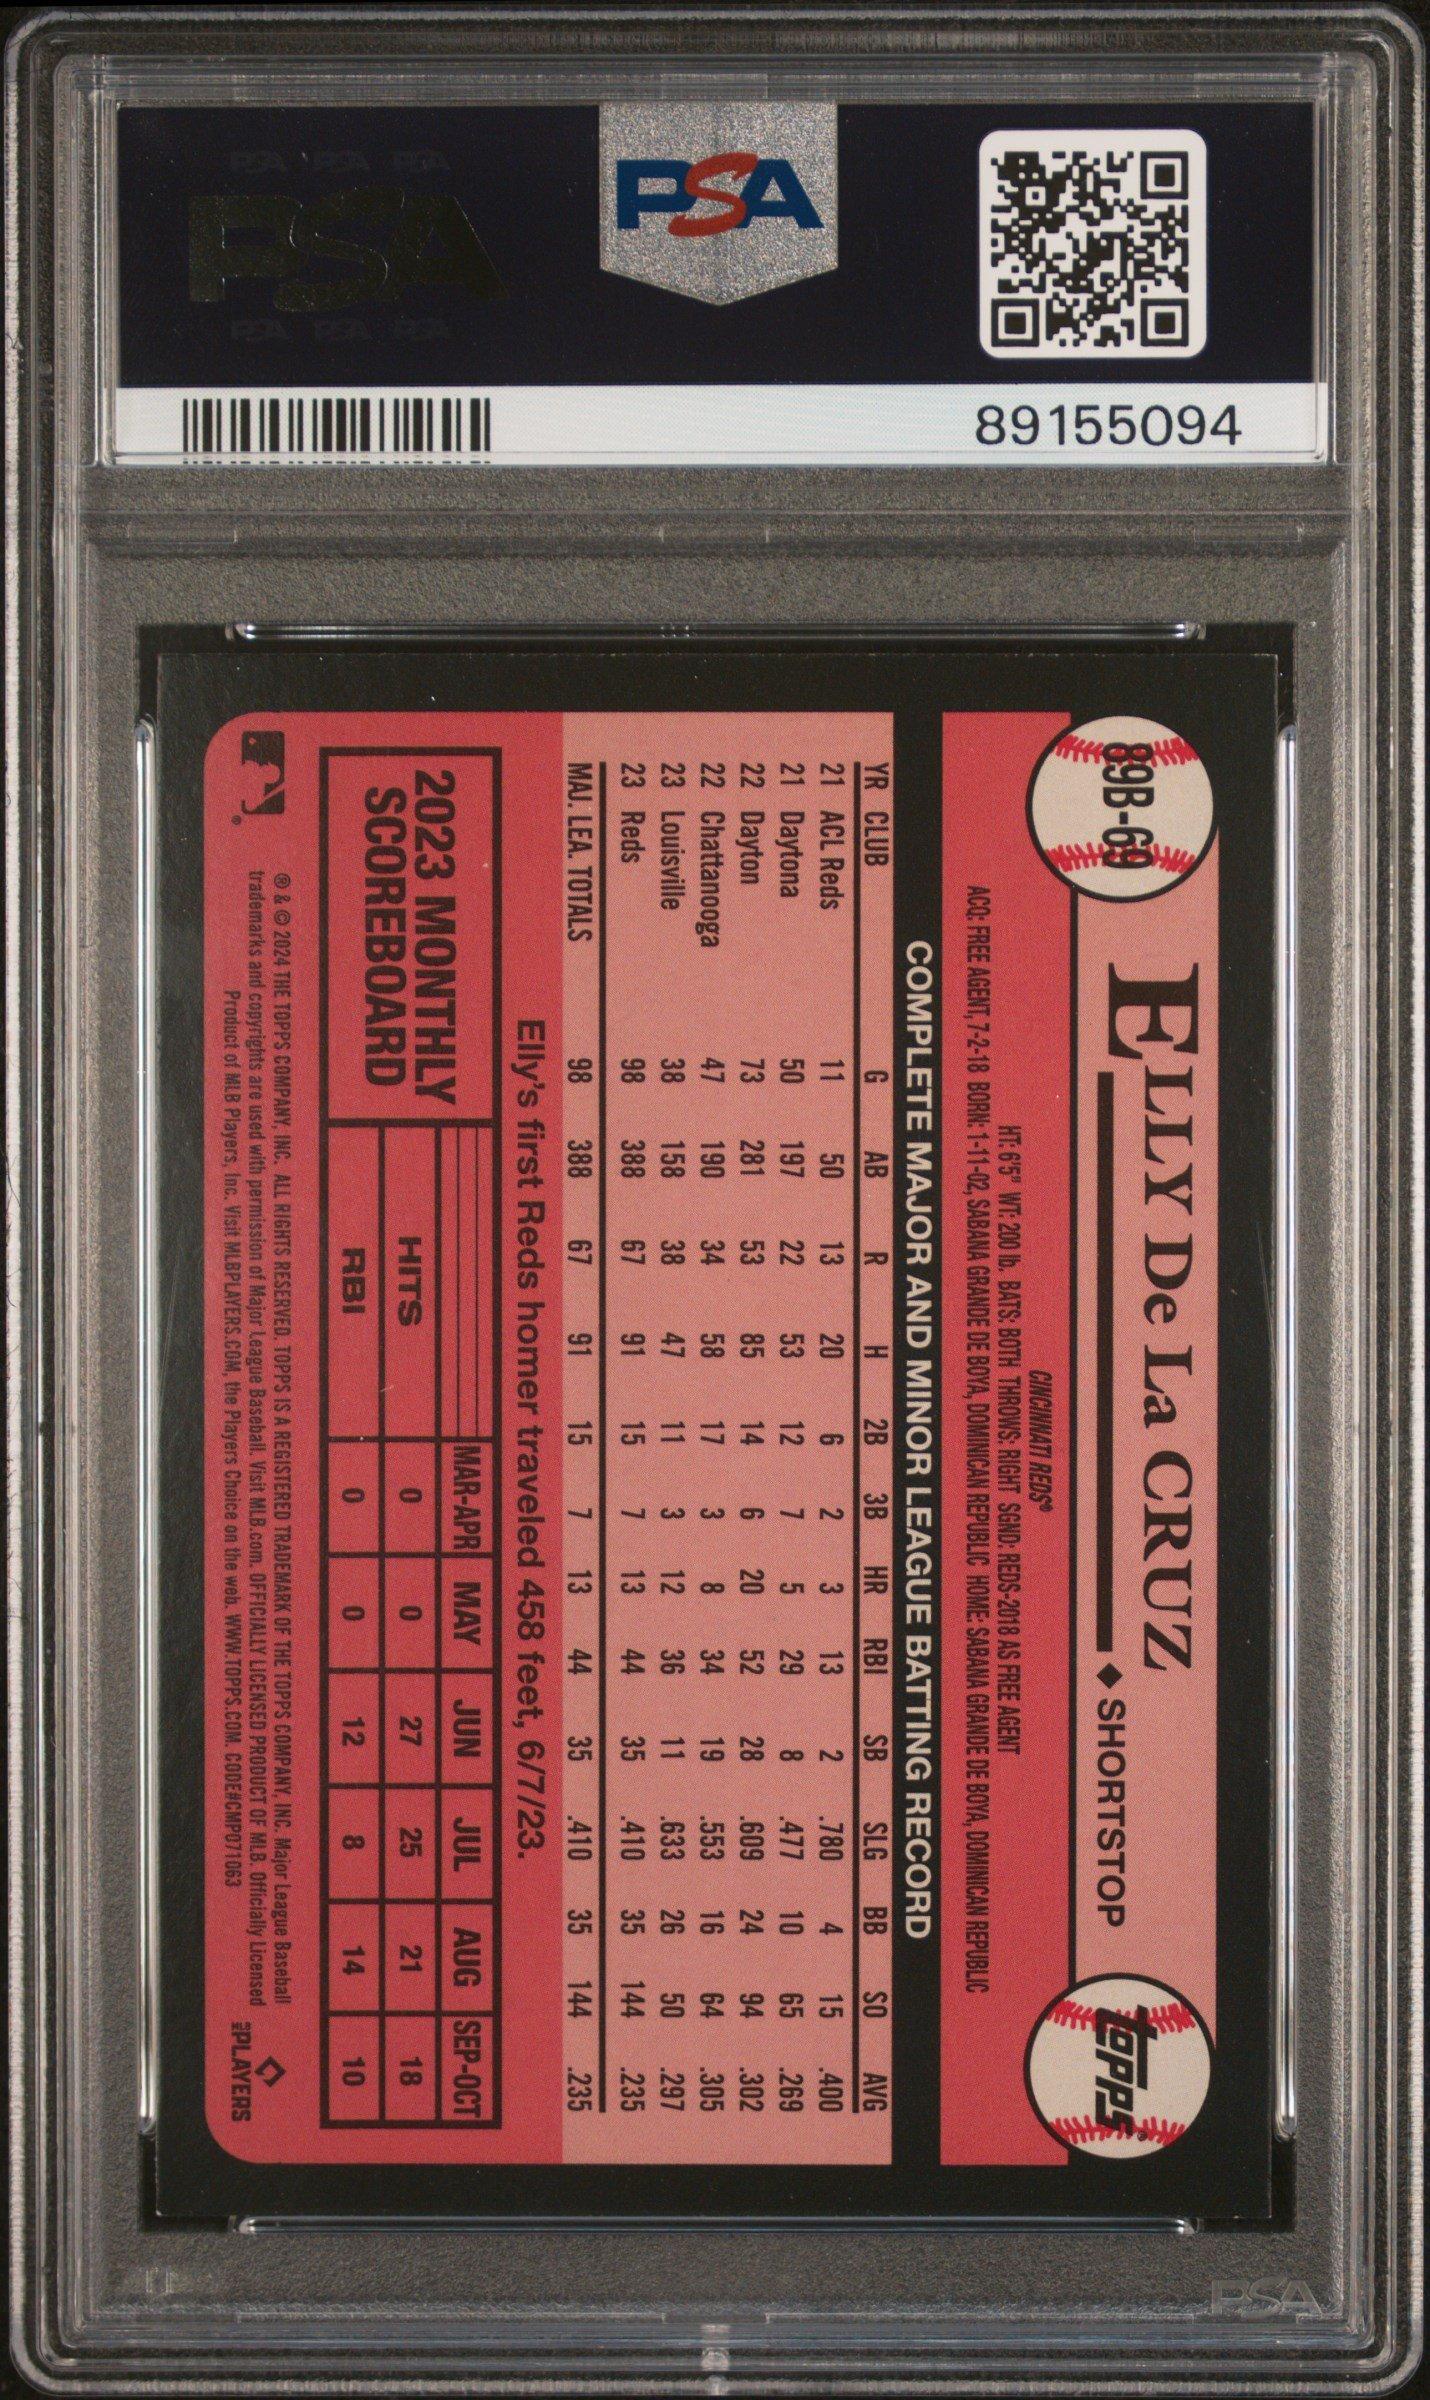 PSA PSA PSA
PSA
PSA PSA PSA
PSA
89155094
89B-69
ELLY De La CRUZ
◆ SHORTSTOP
topps®
CINCINNATI REDS®
HT: 6'5" WT: 200 lb. BATS: BOTH THROWS: RIGHT SGND: REDS-2018 AS FREE AGENT
ACQ: FREE AGENT, 7-2-18 BORN: 1-11-02, SABANA GRANDE DE BOYA, DOMINICAN REPUBLIC HOME: SABANA GRANDE DE BOYA, DOMINICAN REPUBLIC
COMPLETE MAJOR AND MINOR LEAGUE BATTING RECORD
YR CLUB G AB R H 2B 3B HR RBI SB SLG BB SO AVG
21 ACL Reds 11 50 13 20 6 2 3 13 2 .780 4 15 .400
21 Daytona 50 197 22 53 12 7 5 29 8 .477 10 65 .269
22 Dayton 73 281 53 85 14 6 20 52 28 .609 24 94 .302
22 Chattanooga 47 190 34 58 17 3 8 34 19 .553 16 64 .305
23 Louisville 38 158 38 47 11 3 12 36 11 .633 26 50 .297
23 Reds 98 388 67 91 15 7 13 44 35 .410 35 144 .235
MAJ. LEA. TOTALS 98 388 67 91 15 7 13 44 35 .410 35 144 .235
Elly's first Reds homer traveled 458 feet, 6/7/23.
2023 MONTHLY
SCOREBOARD
MAR-APR MAY JUN JUL AUG SEP-OCT
HITS 0 0 27 25 21 18
RBI 0 0 12 8 14 10
® & © 2024 THE TOPPS COMPANY, INC. ALL RIGHTS RESERVED. TOPPS IS A REGISTERED TRADEMARK OF THE TOPPS COMPANY, INC. Major League Baseball
trademarks and copyrights are used with permission of Major League Baseball. Visit MLB.com. OFFICIALLY LICENSED PRODUCT OF MLB. Officially Licensed
Product of MLB Players, Inc. Visit MLBPLAYERS.COM, the Players Choice on the web. WWW.TOPPS.COM. CODE#CMP071063
MLB PLAYERS
PSA